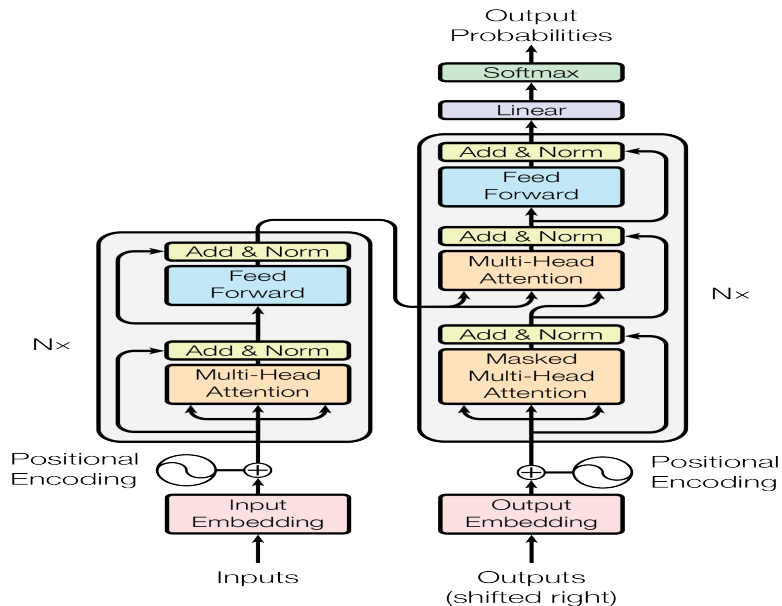 Output
Probabilities
Softmax
Linear
Add & Norm
Feed
Forward
Add & Norm
Multi-Head
Attention
Add & Norm
Masked
Multi-Head
Attention
Nx
Add & Norm
Feed
Forward
Add & Norm
Multi-Head
Attention
Nx
Positional
Encoding
Positional
Encoding
Input
Embedding
Output
Embedding
Inputs
Outputs
(shifted right)